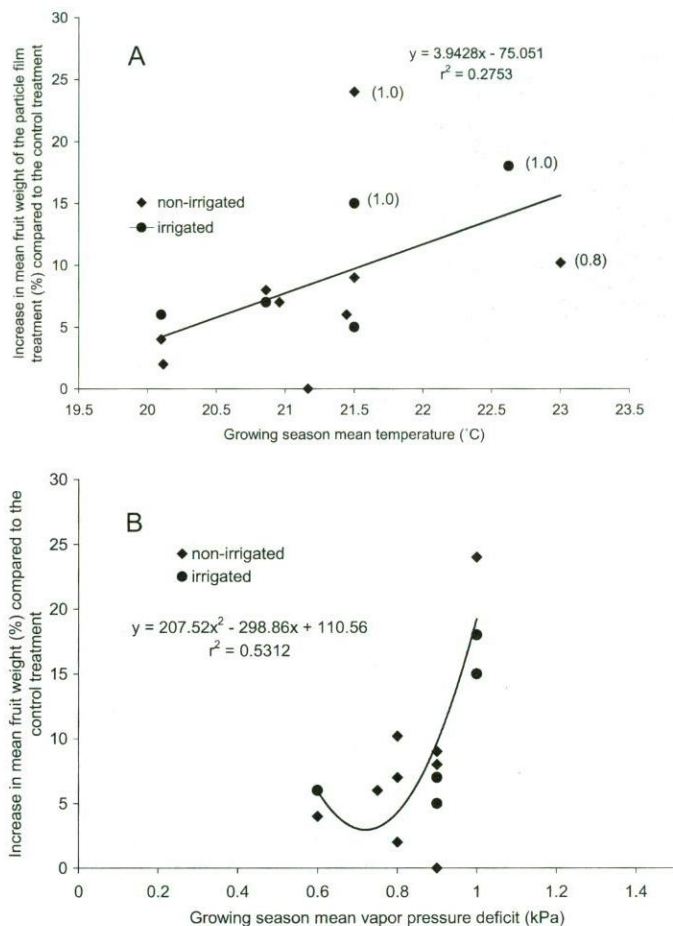 A
y = 3.9428x - 75.051
r² = 0.2753
Increase in mean fruit weight of the particle film
treatment (%) compared to the control treatment
30
25
20
15
10
5
0
(1.0)
(1.0)
(1.0)
(0.8)
non-irrigated
irrigated
19.5 20 20.5 21 21.5 22 22.5 23 23.5
Growing season mean temperature (˚C)
B
Increase in mean fruit weight (%) compared to the
control treatment
30
25
20
15
10
5
0
non-irrigated
irrigated
y = 207.52x² - 298.86x + 110.56
r² = 0.5312
0 0.2 0.4 0.6 0.8 1 1.2 1.4
Growing season mean vapor pressure deficit (kPa)